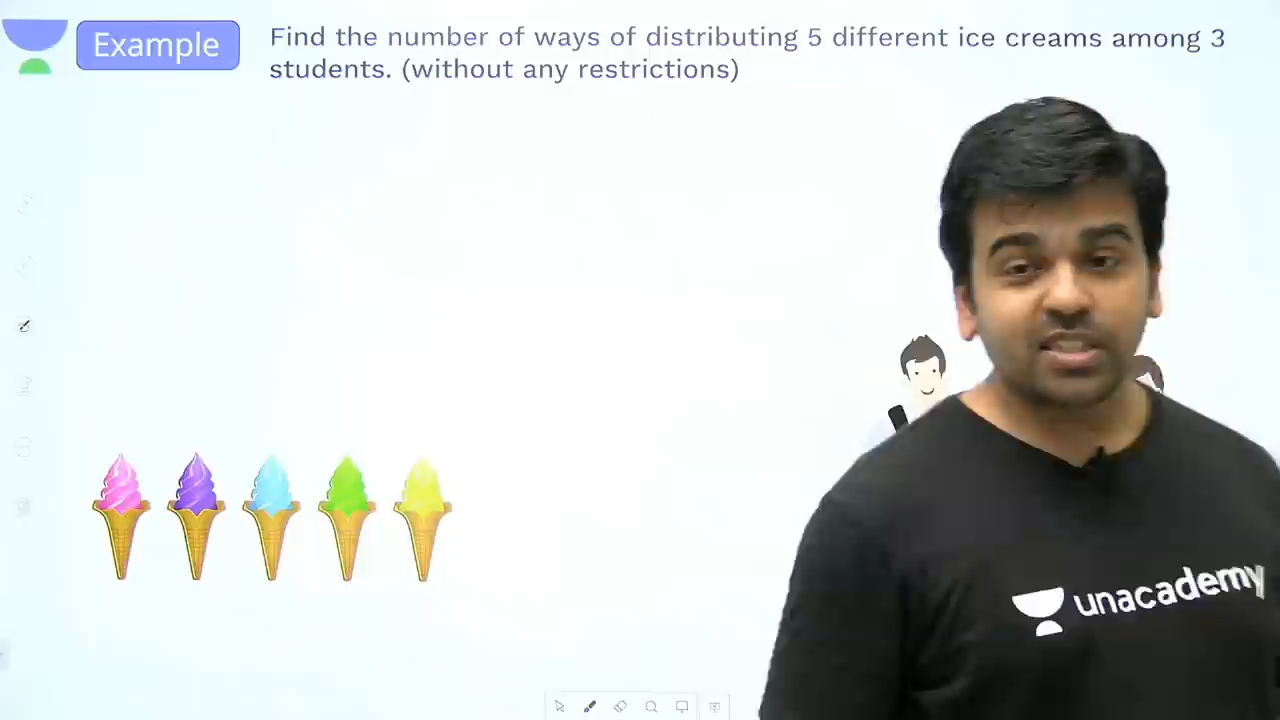 Example
Find the number of ways of distributing 5 different ice creams among 3
students. (without any restrictions)
unacademy